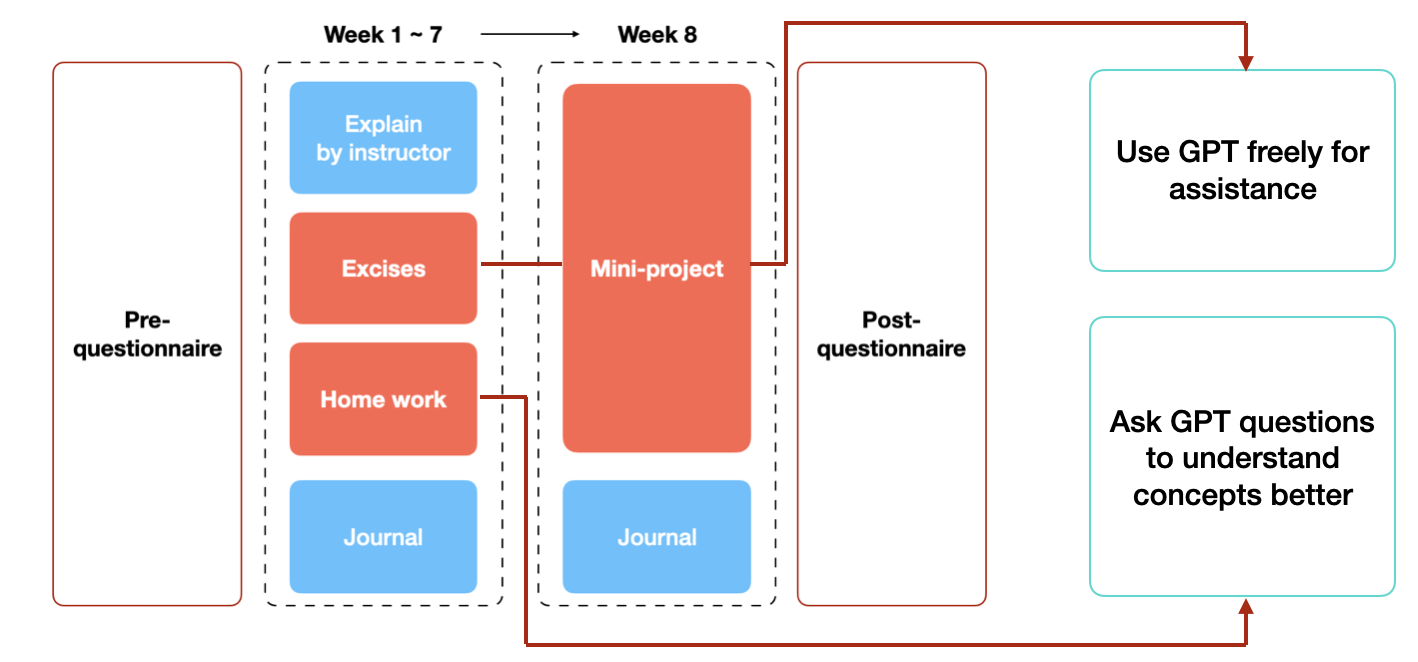 Week 1 ~ 7
Week 8
Pre-
questionnaire
Explain
by instructor
Excises
Home work
Journal
Mini-project
Journal
Post-
questionnaire
Use GPT freely for
assistance
Ask GPT questions
to understand
concepts better